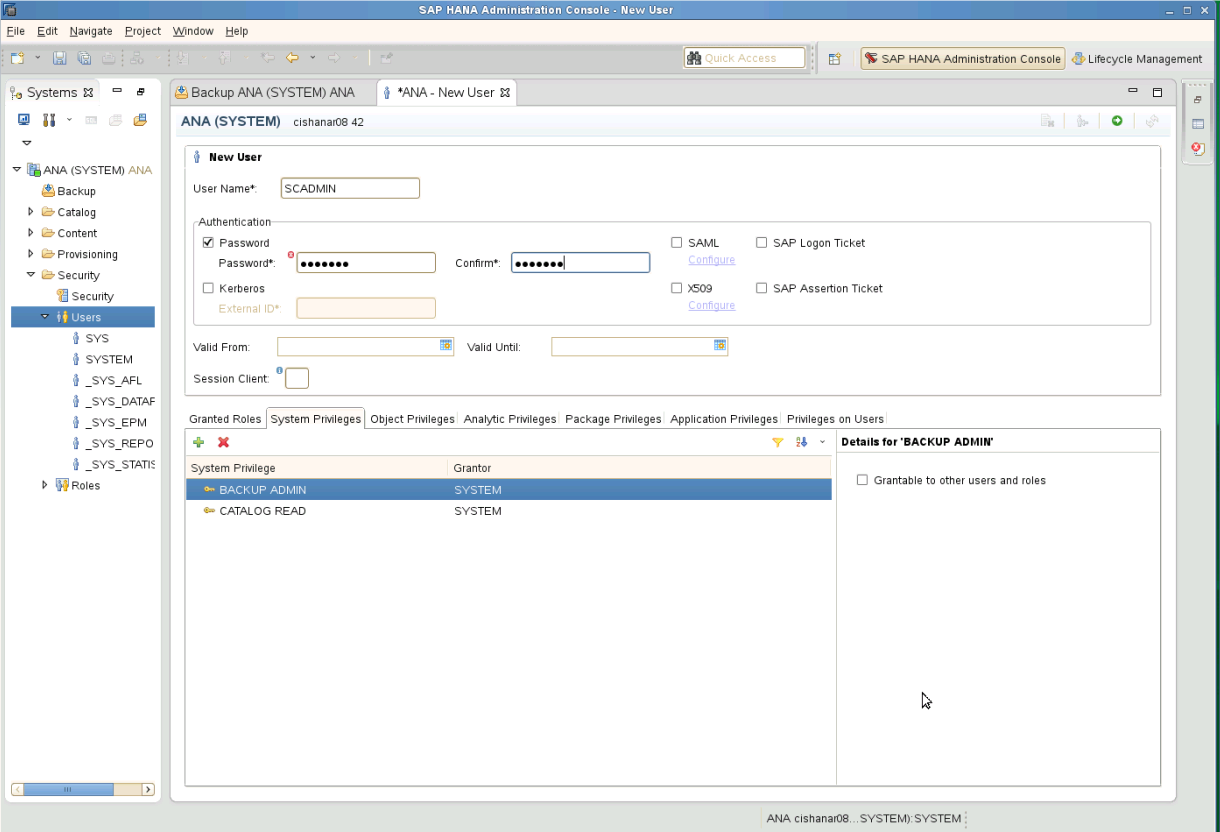 SAP HANA Administration Console - New User
File Edit Navigate Project Window Help
Quick Access SAP HANA Administration Console Lifecycle Management
Systems
Backup ANA (SYSTEM) ANA *ANA - New User
ANA (SYSTEM) cishanar08 42
ANA (SYSTEM) ANA
Backup
Catalog
Content
Provisioning
Security
Security
Users
SYS
SYSTEM
_SYS_AFL
_SYS_DATAF
_SYS_EPM
_SYS_REPO
_SYS_STATIS
Roles
New User
User Name*: SCADMIN
Authentication
Password SAML SAP Logon Ticket
Password*: ●●●●●●● Confirm*: ●●●●●●● Configure
Kerberos X509 SAP Assertion Ticket
External ID*: Configure
Valid From: Valid Until:
Session Client:
Granted Roles System Privileges Object Privileges Analytic Privileges Package Privileges Application Privileges Privileges on Users
Details for 'BACKUP ADMIN'
System Privilege Grantor
Grantable to other users and roles
BACKUP ADMIN SYSTEM
CATALOG READ SYSTEM
ANA cishanar08...SYSTEM): SYSTEM